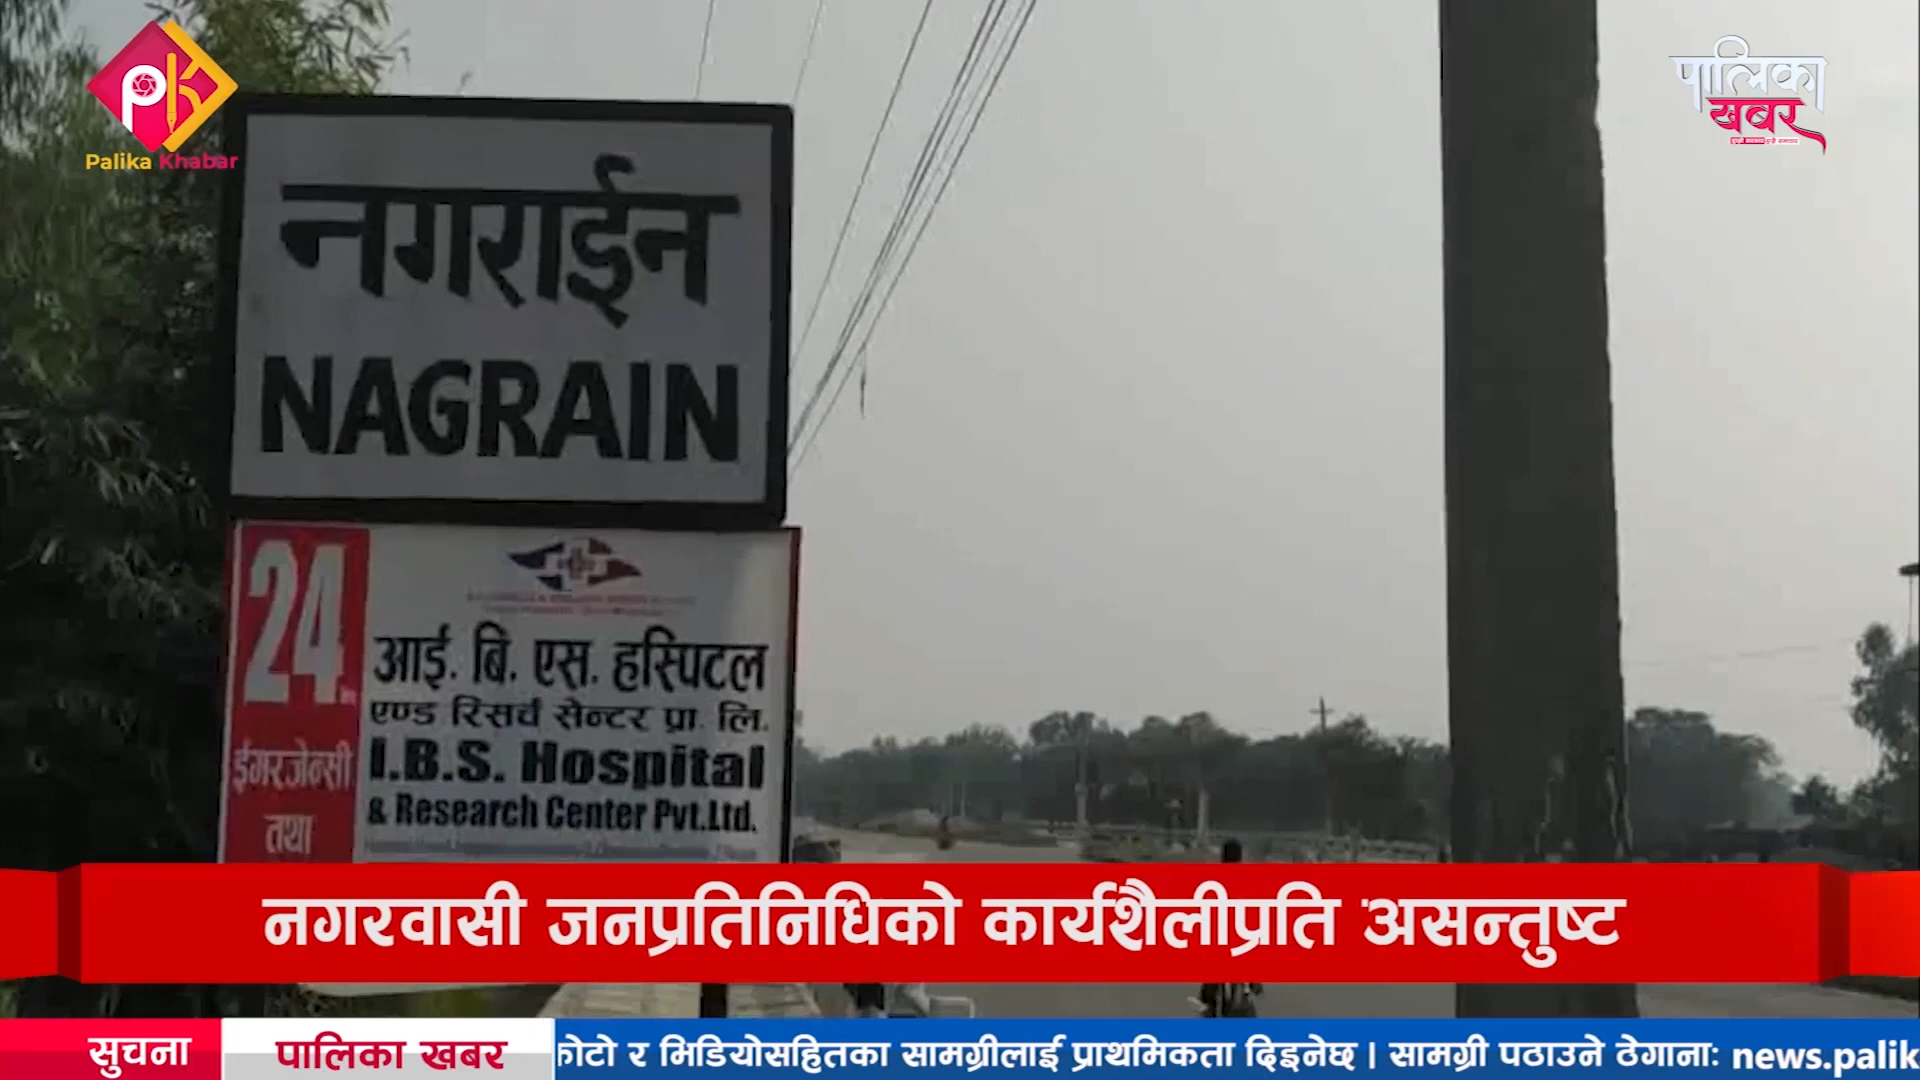 PK
Palika Khabar
पालिका
खबर
नगराईन
NAGRAIN
24
ईमरजेन्सी
तथा
आई. बि. एस. हस्पिटल
एण्ड रिसर्च सेन्टर प्रा. लि.
I.B.S. Hospital
& Research Center Pvt.Ltd.
नगरवासी जनप्रतिनिधिको कार्यशैलीप्रति असन्तुष्ट
सुचना
पालिका खबर
फोटो र भिडियोसहितका सामग्रीलाई प्राथमिकता दिइनेछ | सामग्री पठाउने ठेगानाः news.palik